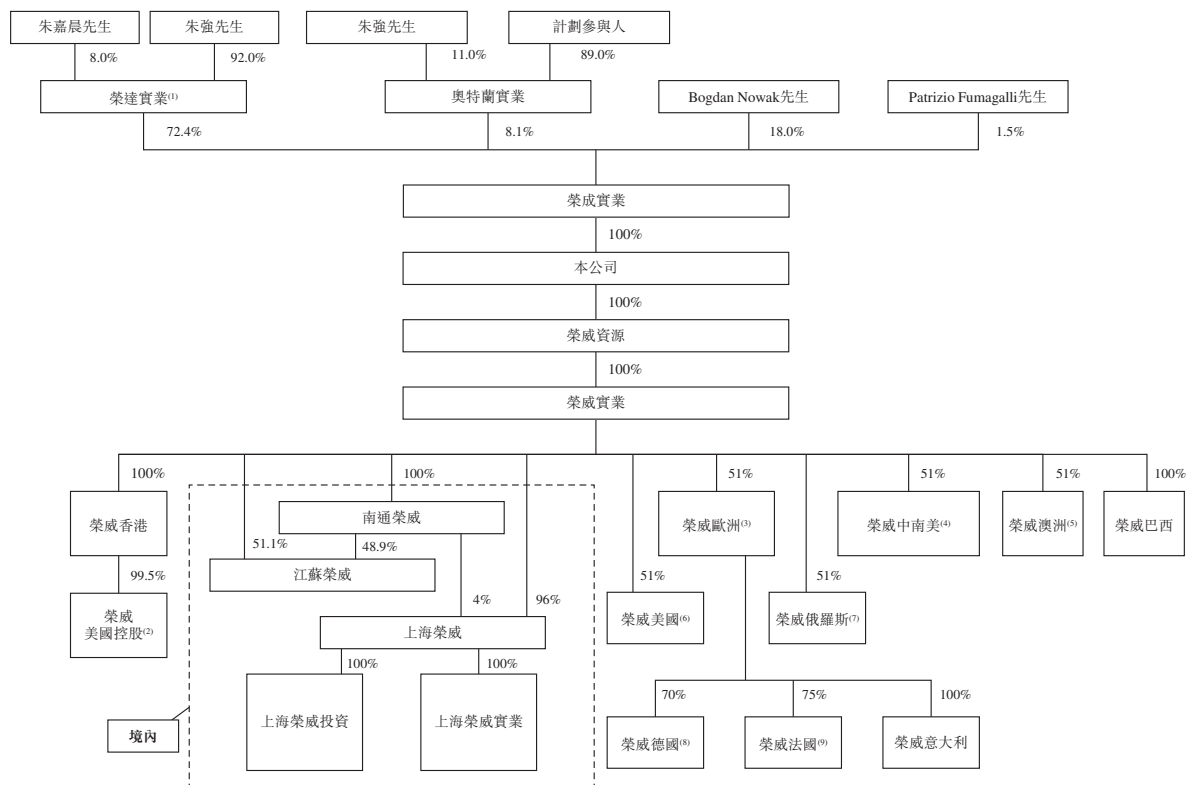 朱嘉晨先生
朱強先生
朱強先生
計劃參與人
8.0%
92.0%
11.0%
89.0%
榮達實業(1)
奧特蘭實業
Bogdan Nowak先生
Patrizio Fumagalli先生
72.4%
8.1%
18.0%
1.5%
榮成實業
100%
本公司
100%
榮威資源
100%
榮威實業
100%
100%
51%
51%
51%
100%
榮威香港
南通榮威
榮威歐洲(3)
榮威中南美(4)
榮威澳洲(5)
榮威巴西
51.1%
48.9%
99.5%
江蘇榮威
51%
51%
4%
96%
榮威
美國控股(2)
榮威美國(6)
榮威俄羅斯(7)
上海榮威
100%
100%
70%
75%
100%
上海榮威投資
上海榮威實業
境內
榮威德國(8)
榮威法國(9)
榮威意大利